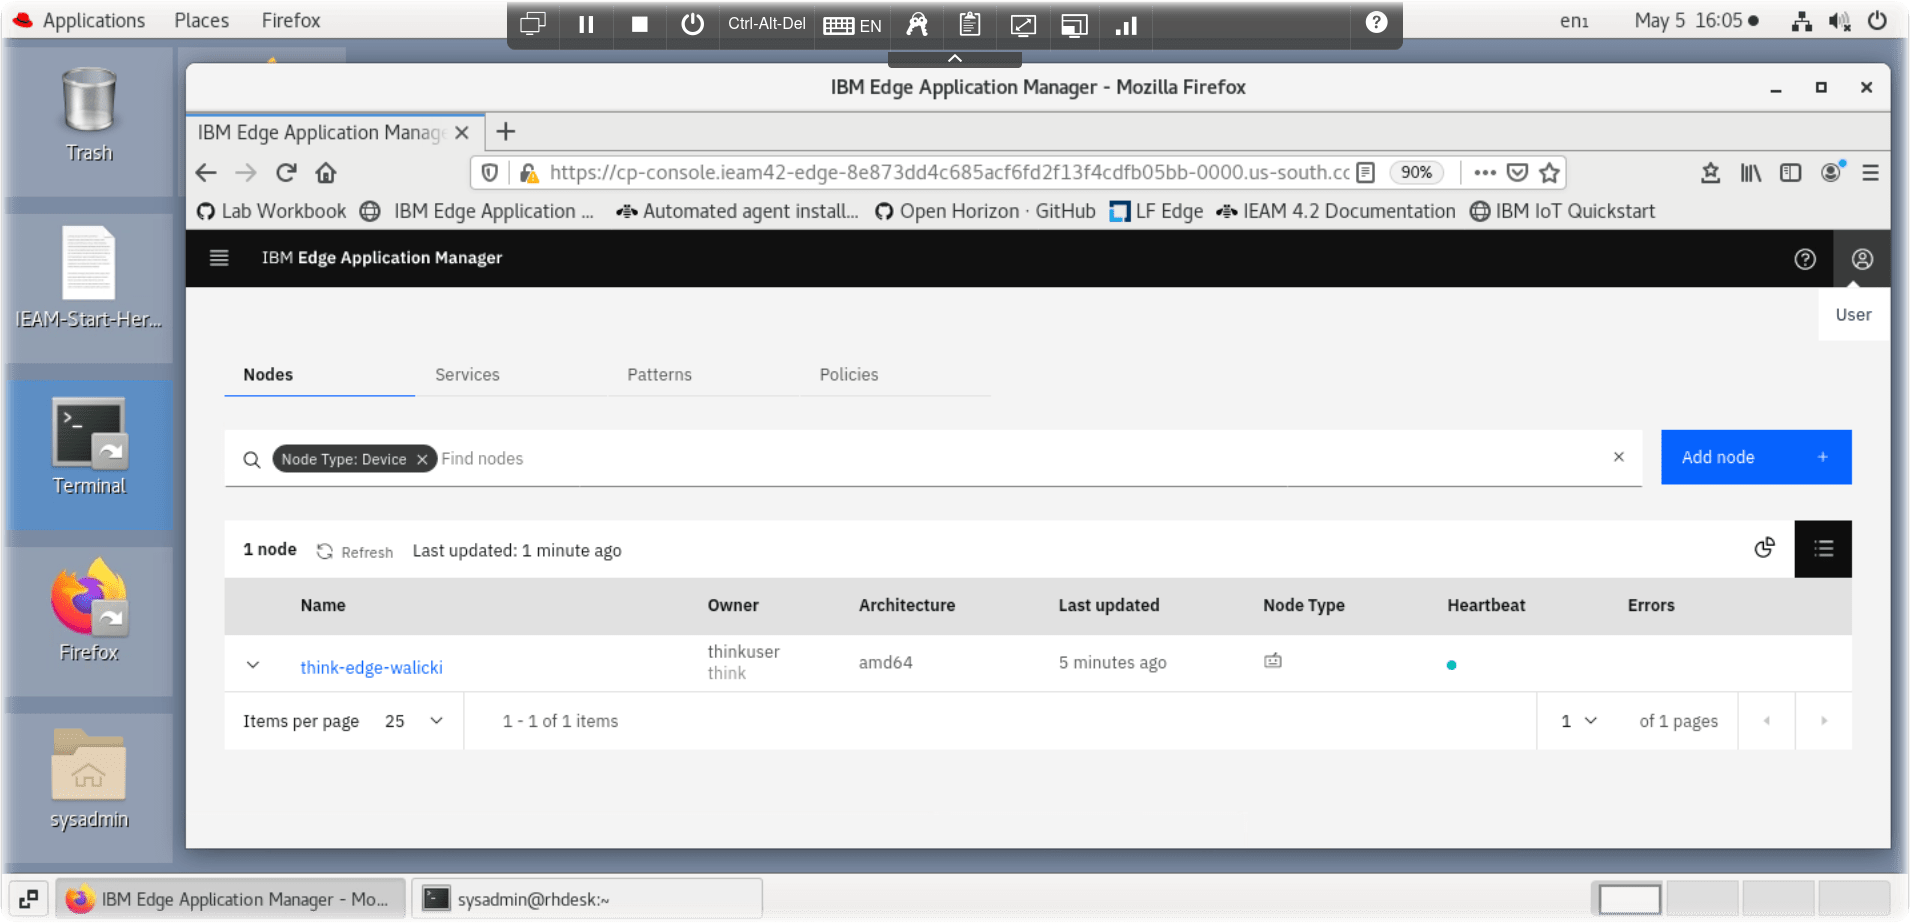 Applications Places Firefox
Ctrl-Alt-Del EN
en₁ May 5 16:05
Trash
IEAM-Start-Her...
Terminal
Firefox
sysadmin
IBM Edge Application Manager - Mozilla Firefox
IBM Edge Application Manage
https://cp-console.ieam42-edge-8e873dd4c685acf6fd2f13f4cdfb05bb-0000.us-south.cc 90%
Lab Workbook IBM Edge Application ... Automated agent install... Open Horizon · GitHub LF Edge IEAM 4.2 Documentation IBM IoT Quickstart
IBM Edge Application Manager
User
Nodes Services Patterns Policies
Node Type: Device Find nodes
Add node +
1 node Refresh Last updated: 1 minute ago
Name Owner Architecture Last updated Node Type Heartbeat Errors
think-edge-walicki thinkuser amd64 5 minutes ago
think
Items per page 25 1 - 1 of 1 items 1 of 1 pages
IBM Edge Application Manager - Mo... sysadmin@rhdesk:~